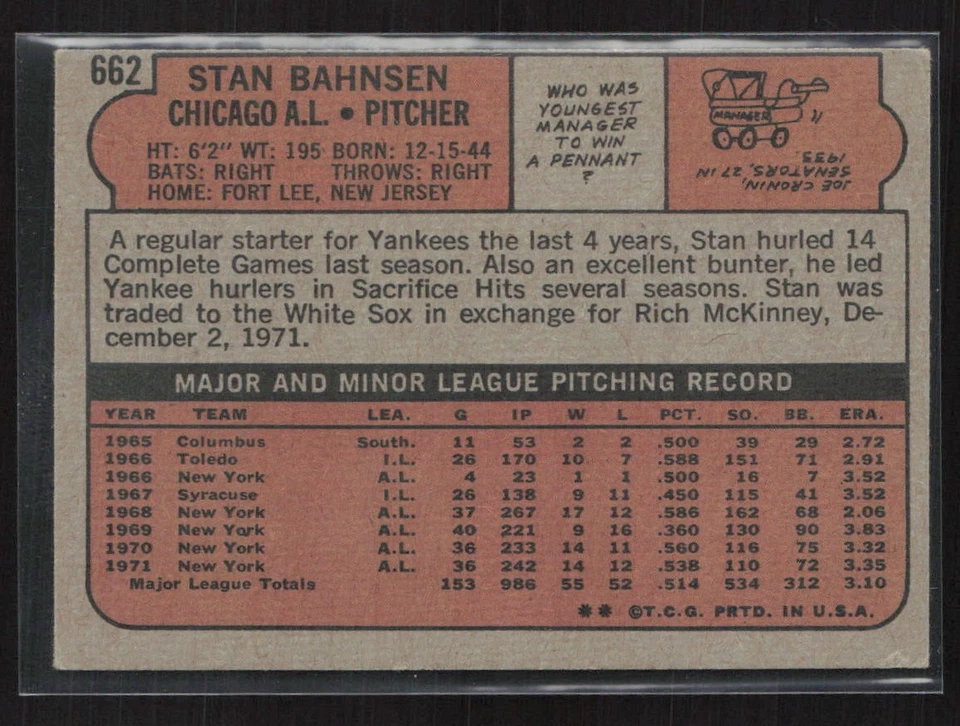 662
STAN BAHNSEN
CHICAGO A.L. • PITCHER
HT: 6'2" WT: 195 BORN: 12-15-44
BATS: RIGHT THROWS: RIGHT
HOME: FORT LEE, NEW JERSEY
WHO WAS
YOUNGEST
MANAGER
TO WIN
A PENNANT
?
MANAGER
JOE CRONIN,
SENATORS, 27 IN
1933.
A regular starter for Yankees the last 4 years, Stan hurled 14
Complete Games last season. Also an excellent bunter, he led
Yankee hurlers in Sacrifice Hits several seasons. Stan was
traded to the White Sox in exchange for Rich McKinney, De-
cember 2, 1971.
MAJOR AND MINOR LEAGUE PITCHING RECORD
YEAR TEAM LEA. G IP W L PCT. SO. BB. ERA.
1965 Columbus South. 11 53 2 2 .500 39 29 2.72
1966 Toledo I.L. 26 170 10 7 .588 151 71 2.91
1966 New York A.L. 4 23 1 1 .500 16 7 3.52
1967 Syracuse I.L. 26 138 9 11 .450 115 41 3.52
1968 New York A.L. 37 267 17 12 .586 162 68 2.06
1969 New York A.L. 40 221 9 16 .360 130 90 3.83
1970 New York A.L. 36 233 14 11 .560 116 75 3.32
1971 New York A.L. 36 242 14 12 .538 110 72 3.35
Major League Totals 153 986 55 52 .514 534 312 3.10
** ©T.C.G. PRTD. IN U.S.A.